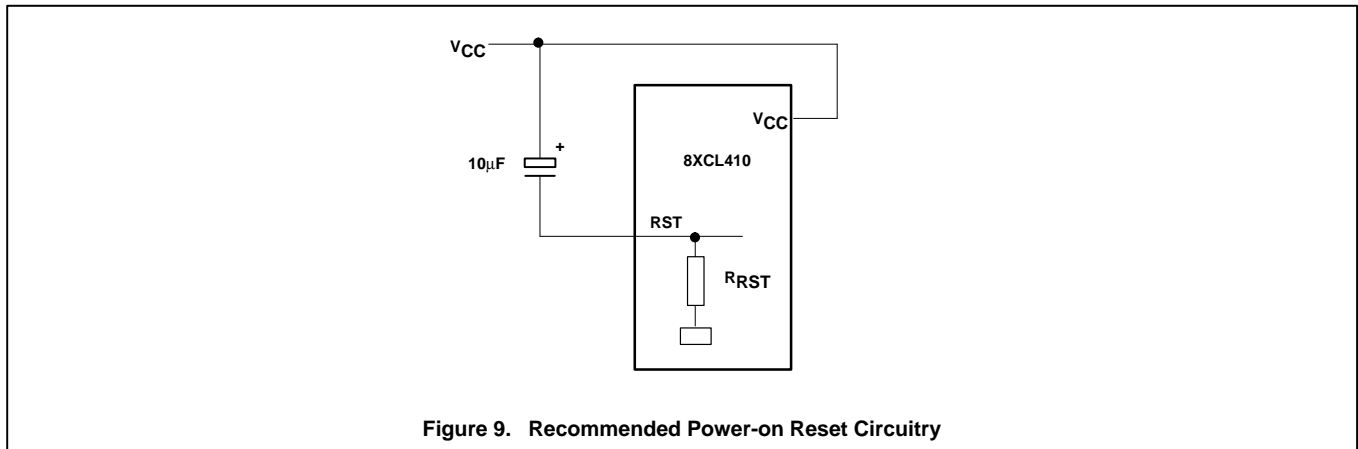 VCC
VCC
+
10µF
8XCL410
RST
RRST
Figure 9. Recommended Power-on Reset Circuitry